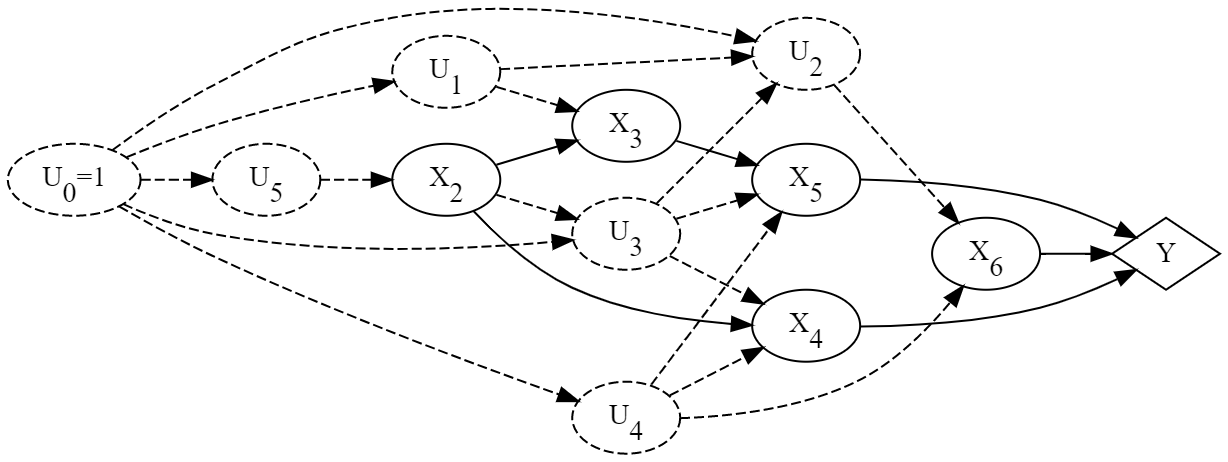 U₂
U₁
X₃
U₀=1
U₅
X₂
X₅
U₃
X₆
Y
X₄
U₄